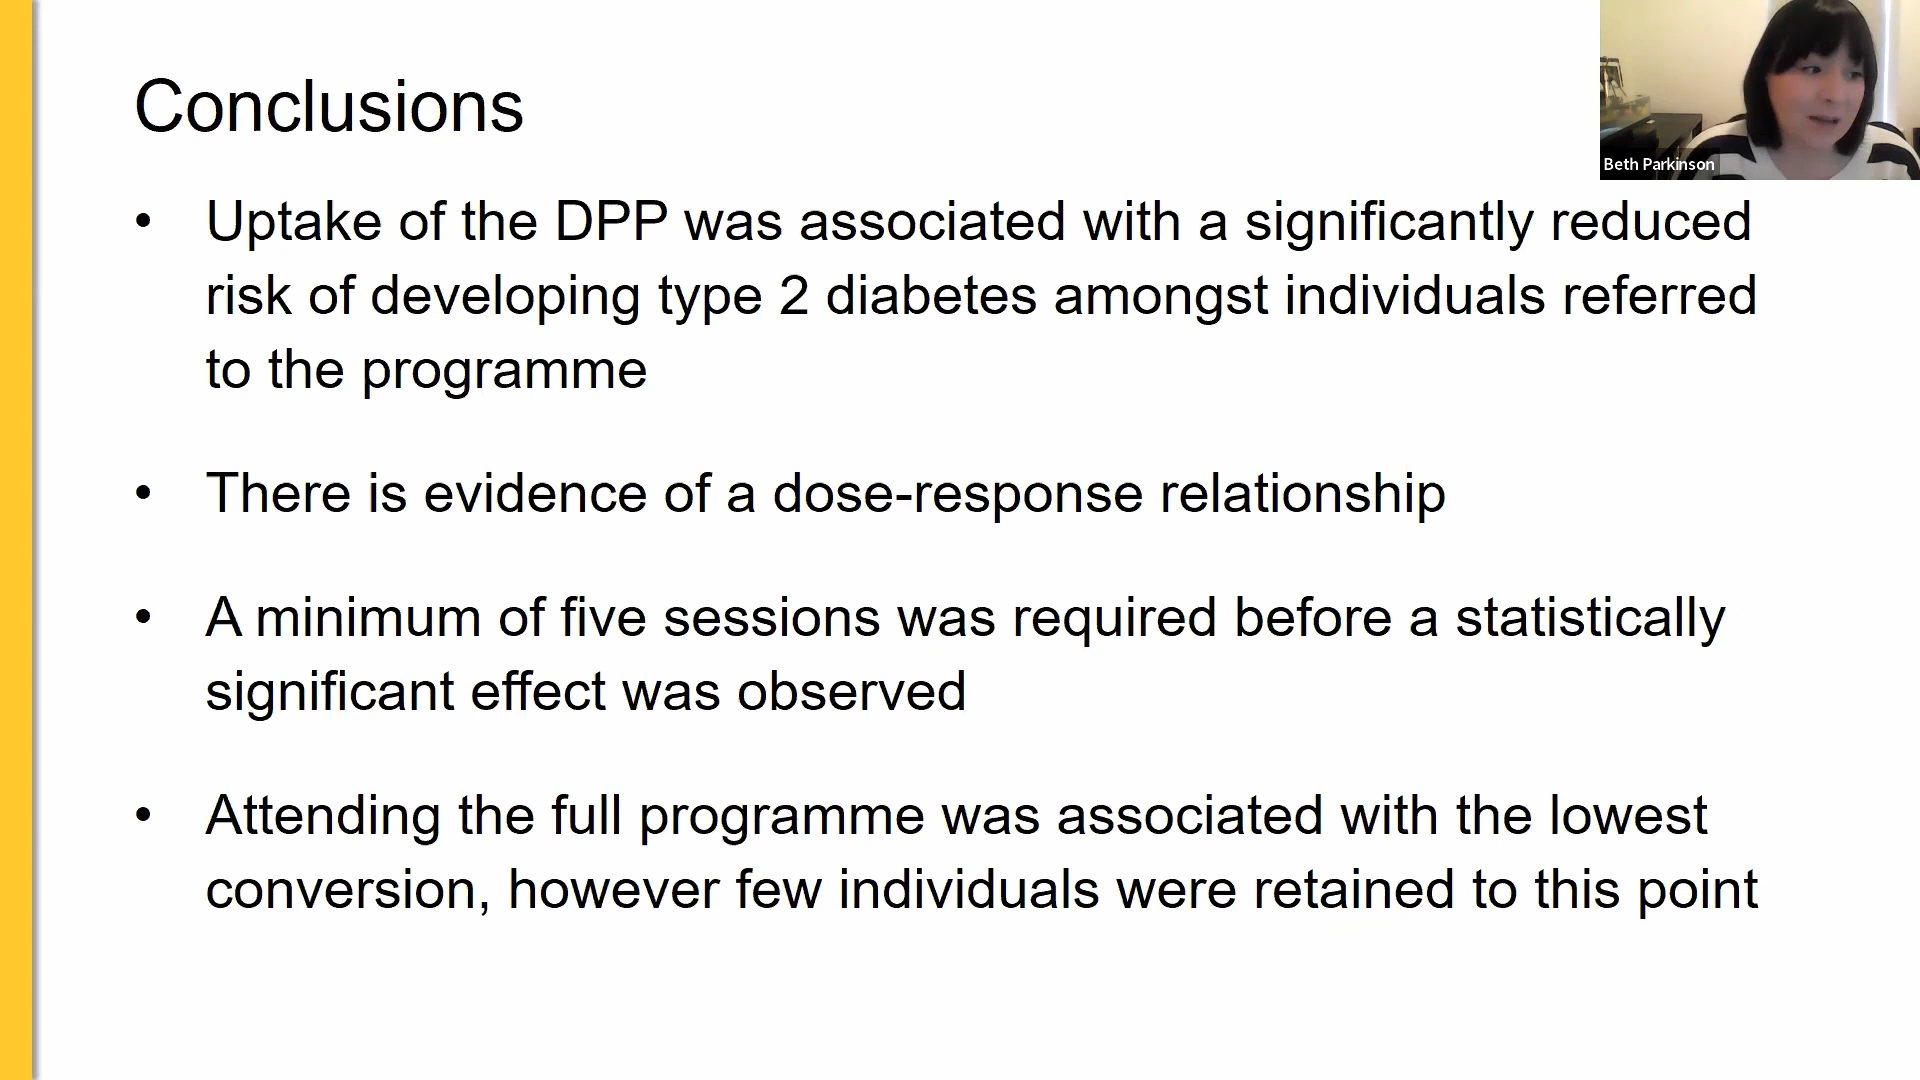 Conclusions
Beth Parkinson
• Uptake of the DPP was associated with a significantly reduced
risk of developing type 2 diabetes amongst individuals referred
to the programme
• There is evidence of a dose-response relationship
• A minimum of five sessions was required before a statistically
significant effect was observed
• Attending the full programme was associated with the lowest
conversion, however few individuals were retained to this point